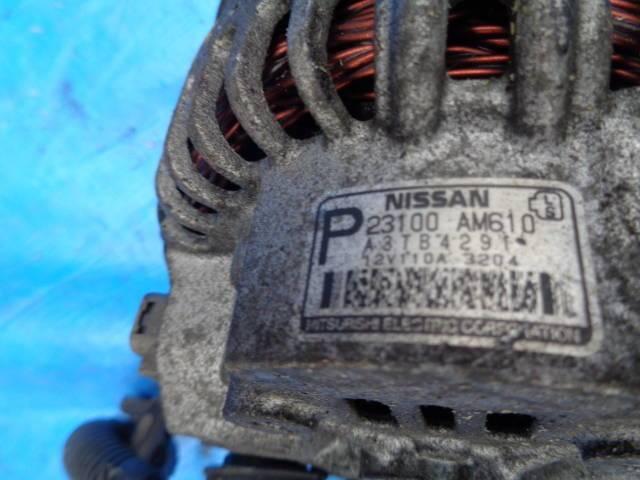 NISSAN
P 23100 AM610
A3TB4291
12V110A 3204
MITSUBISHI ELECTRIC CORPORATION